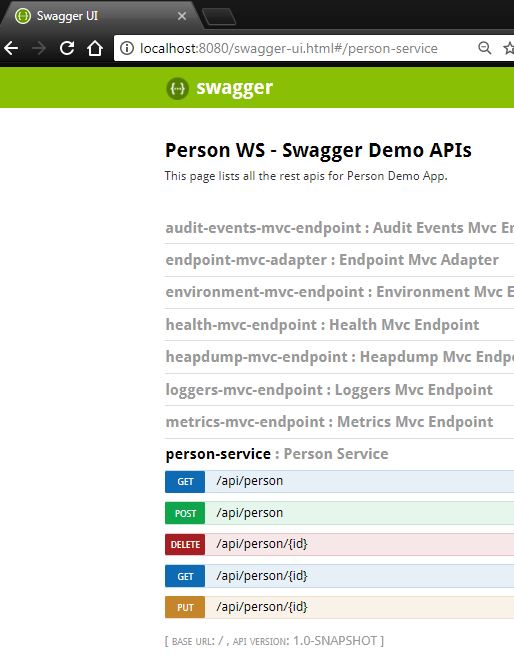 Swagger UI
localhost:8080/swagger-ui.html#/person-service
{···} swagger
Person WS - Swagger Demo APIs
This page lists all the rest apis for Person Demo App.
audit-events-mvc-endpoint : Audit Events Mvc
endpoint-mvc-adapter : Endpoint Mvc Adapter
environment-mvc-endpoint : Environment Mvc
health-mvc-endpoint : Health Mvc Endpoint
heapdump-mvc-endpoint : Heapdump Mvc
loggers-mvc-endpoint : Loggers Mvc Endpoint
metrics-mvc-endpoint : Metrics Mvc Endpoint
person-service : Person Service
GET /api/person
POST /api/person
DELETE /api/person/{id}
GET /api/person/{id}
PUT /api/person/{id}
[ BASE URL: / , API VERSION: 1.0-SNAPSHOT ]